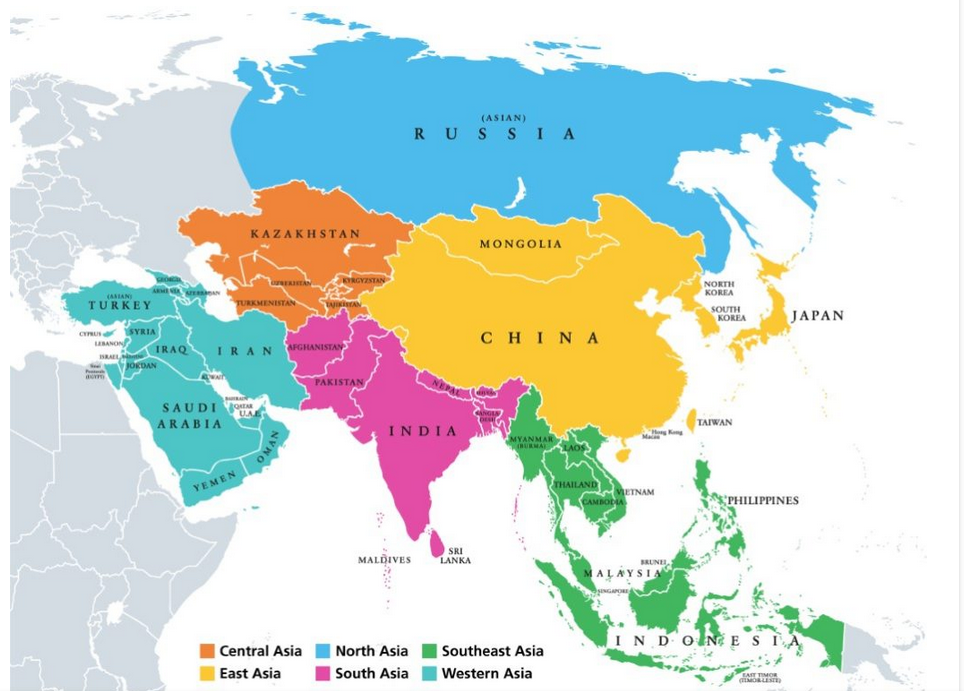 (ASIAN)
RUSSIA
KAZAKHSTAN
MONGOLIA
UZBEKISTAN
KYRGYZSTAN
TURKMENISTAN
TAJIKISTAN
GEORGIA
ARMENIA
AZERBAIJAN
(ASIAN)
TURKEY
CYPRUS
SYRIA
LEBANON
ISRAEL
JORDAN
IRAQ
IRAN
KUWAIT
BAHRAIN
QATAR
U.A.E.
SAUDI
ARABIA
OMAN
YEMEN
Sinai
Peninsula
(EGYPT)
AFGHANISTAN
PAKISTAN
NEPAL
BANGLA
DESH
INDIA
MALDIVES
SRI
LANKA
CHINA
NORTH
KOREA
SOUTH
KOREA
JAPAN
TAIWAN
Hong Kong
Macau
MYANMAR
(BURMA)
LAOS
THAILAND
VIETNAM
CAMBODIA
PHILIPPINES
BRUNEI
MALAYSIA
SINGAPORE
INDONESIA
EAST TIMOR
(TIMOR-LESTE)
Central Asia
North Asia
Southeast Asia
East Asia
South Asia
Western Asia